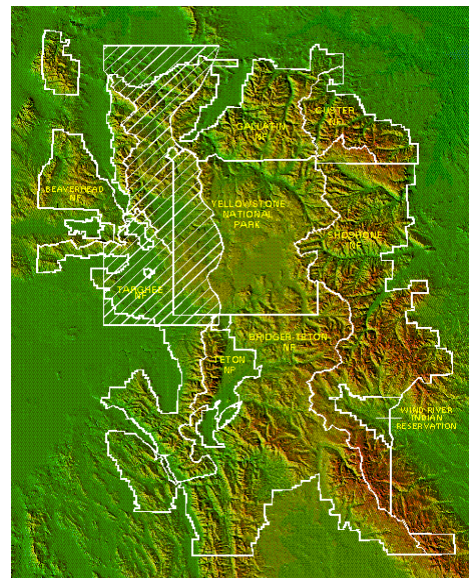 GALLATIN
NF
CUSTER
NF
BEAVERHEAD
NF
YELLOWSTONE
NATIONAL
PARK
SHOSHONE
NF
TARGHEE
NF
BRIDGER-TETON
NF
TETON
NP
WIND RIVER
INDIAN
RESERVATION